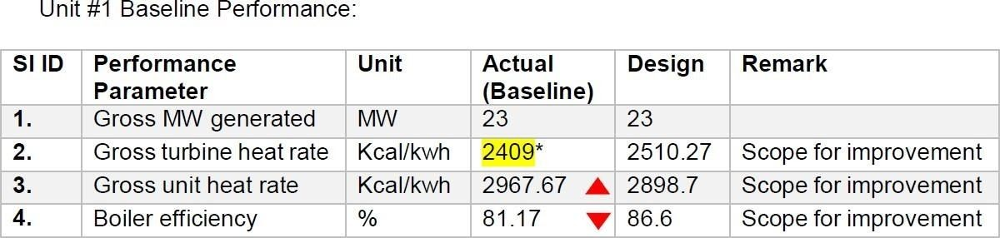 Unit #1 Baseline Performance:
SI ID Performance Parameter Unit Actual (Baseline) Design Remark
1. Gross MW generated MW 23 23
2. Gross turbine heat rate Kcal/kwh 2409* 2510.27 Scope for improvement
3. Gross unit heat rate Kcal/kwh 2967.67 2898.7 Scope for improvement
4. Boiler efficiency % 81.17 86.6 Scope for improvement